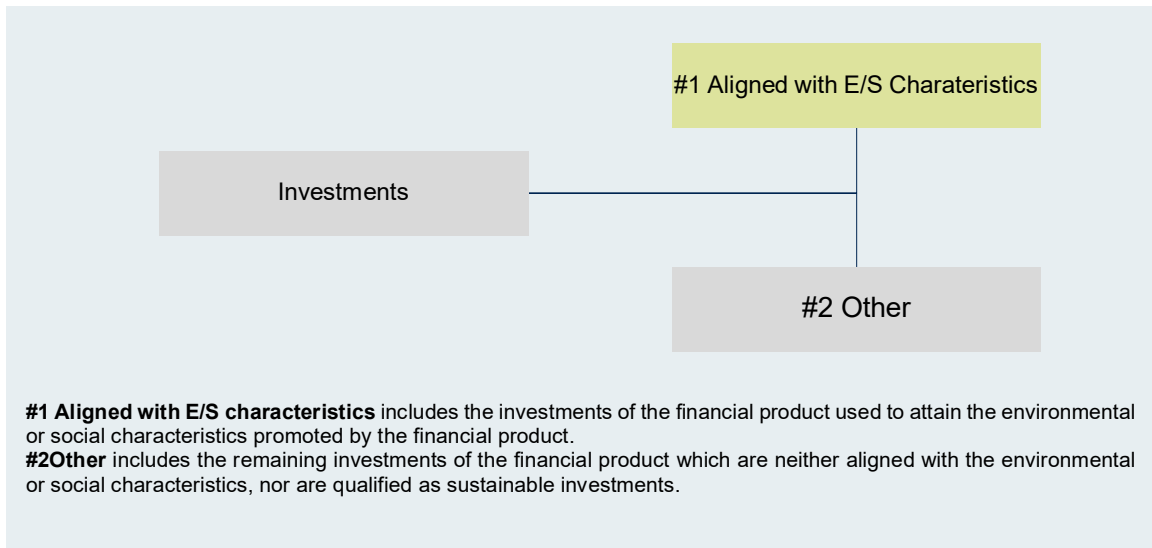 #1 Aligned with E/S Charateristics
Investments
#2 Other
#1 Aligned with E/S characteristics includes the investments of the financial product used to attain the environmental
or social characteristics promoted by the financial product.
#2Other includes the remaining investments of the financial product which are neither aligned with the environmental
or social characteristics, nor are qualified as sustainable investments.